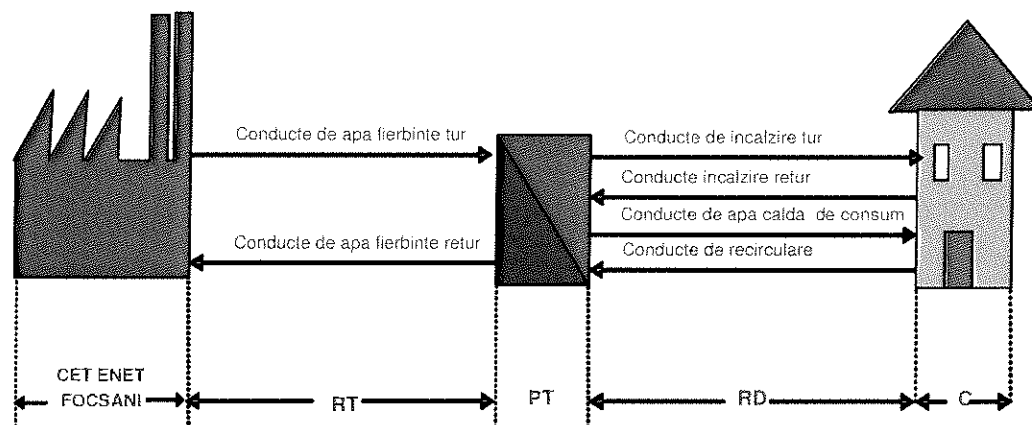 Conducte de apa fierbinte tur
Conducte de incalzire tur
Conducte incalzire retur
Conducte de apa calda de consum
Conducte de apa fierbinte retur
Conducte de recirculare
CET ENET
FOCSANI
RT
PT
RD
C